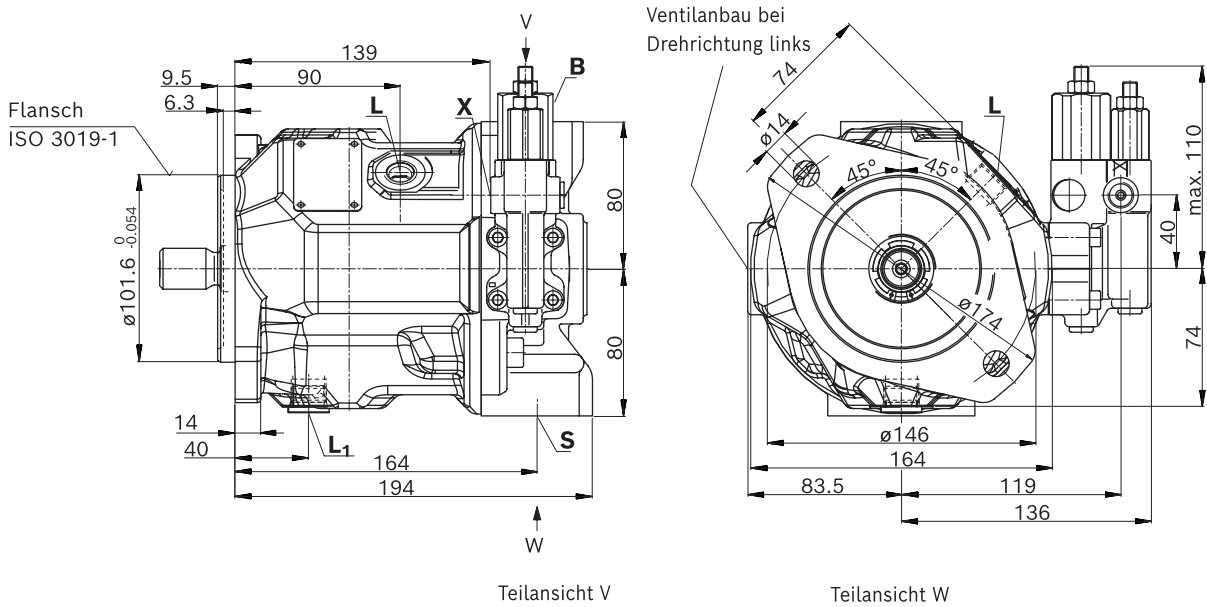 V
139
B
9.5
90
6.3
L
X
Flansch
ISO 3019-1
80
ø101.6 0 -0.054
80
14
40
L1
S
164
194
W
Teilansicht V
Ventilanbau bei
Drehrichtung links
74
L
ø14
45°
45°
max. 110
40
ø174
74
ø146
164
83.5
119
136
Teilansicht W